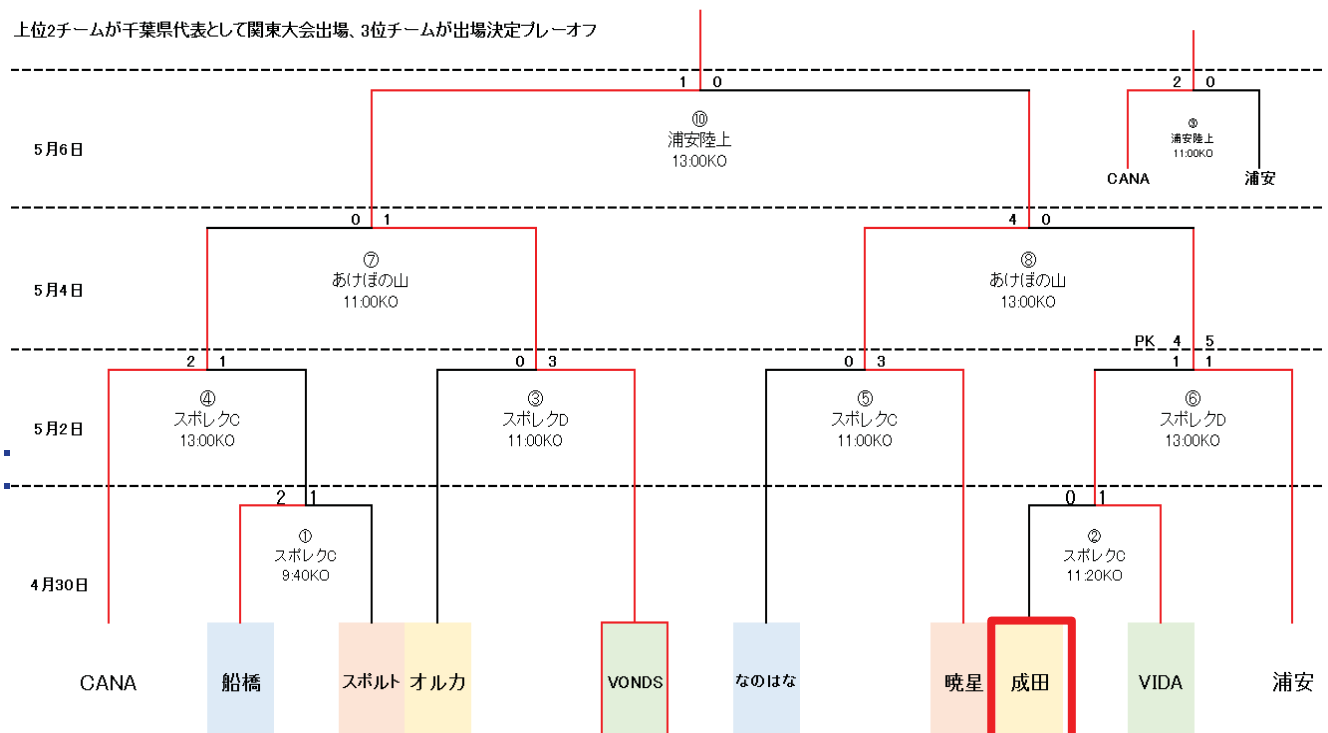 上位2チームが千葉県代表として関東大会出場、3位チームが出場決定プレーオフ
1 0
2 0
5月6日
⑩
浦安陸上
13:00KO
③
浦安陸上
11:00KO
CANA
浦安
0 1
4 0
5月4日
⑦
あけぼの山
11:00KO
⑧
あけぼの山
13:00KO
PK 4 5
2 1
0 3
0 3
1 1
5月2日
④
スポレクC
13:00KO
③
スポレクD
11:00KO
⑤
スポレクC
11:00KO
⑥
スポレクD
13:00KO
2 1
0 1
4月30日
①
スポレクC
9:40KO
②
スポレクC
11:20KO
CANA
船橋
スポルト
オルカ
VONDS
なのはな
暁星
成田
VIDA
浦安